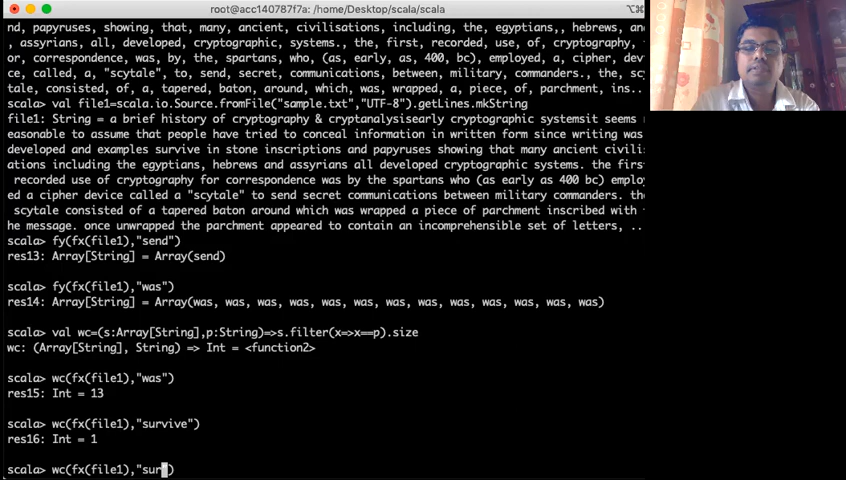 root@acc140787f7a: /home/Desktop/scala/scala
nd, papyruses, showing, that, many, ancient, civilisations, including, the, egyptians,, hebrews, and
, assyrians, all, developed, cryptographic, systems., the, first, recorded, use, of, cryptography,
or, correspondence, was, by, the, spartans, who, (as, early, as, 400, bc), employed, a, cipher, dev
ice, called, a, "scytale", to, send, secret, communications, between, military, commanders., the, sc
tale, consisted, of, a, tapered, baton, around, which, was, wrapped, a, piece, of, parchment, ins...
scala> val file1=scala.io.Source.fromFile("sample.txt","UTF-8").getLines.mkString
file1: String = a brief history of cryptography & cryptanalysisearly cryptographic systemsit seems
easonable to assume that people have tried to conceal information in written form since writing was
developed and examples survive in stone inscriptions and papyruses showing that many ancient civili
ations including the egyptians, hebrews and assyrians all developed cryptographic systems. the first
recorded use of cryptography for correspondence was by the spartans who (as early as 400 bc) employ
ed a cipher device called a "scytale" to send secret communications between military commanders. the
scytale consisted of a tapered baton around which was wrapped a piece of parchment inscribed with
he message. once unwrapped the parchment appeared to contain an incomprehensible set of letters, ...
scala> fy(fx(file1),"send")
res13: Array[String] = Array(send)
scala> fy(fx(file1),"was")
res14: Array[String] = Array(was, was, was, was, was, was, was, was, was, was, was, was, was)
scala> val wc=(s:Array[String],p:String)=>s.filter(x=>x==p).size
wc: (Array[String], String) => Int = <function2>
scala> wc(fx(file1),"was")
res15: Int = 13
scala> wc(fx(file1),"survive")
res16: Int = 1
scala> wc(fx(file1),"sur")